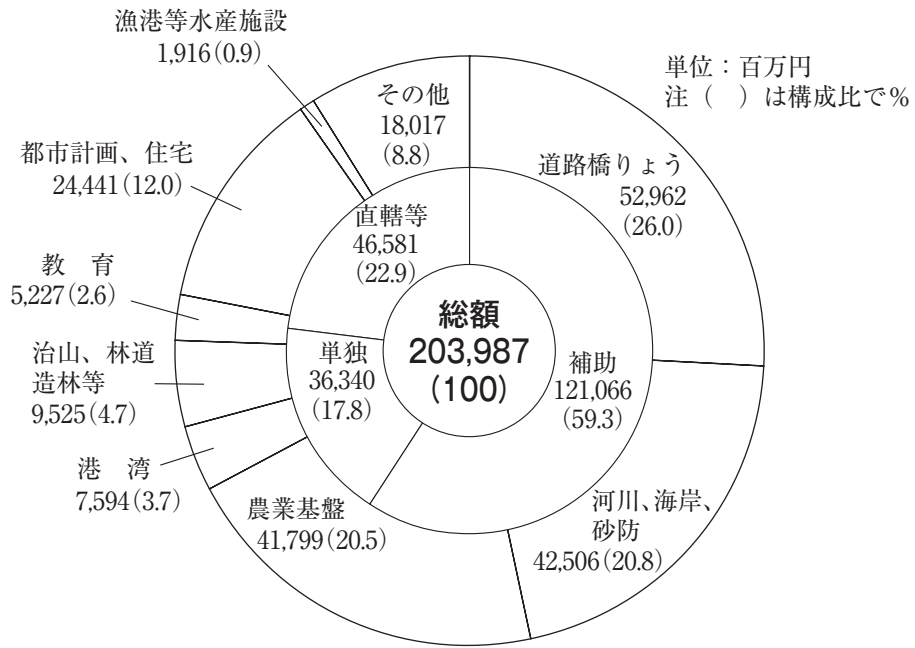 単位：百万円
注（　）は構成比で％
総額
203,987
(100)
補助
121,066
(59.3)
単独
36,340
(17.8)
直轄等
46,581
(22.9)
道路橋りょう
52,962
(26.0)
河川、海岸、
砂防
42,506(20.8)
農業基盤
41,799(20.5)
港　湾
7,594(3.7)
治山、林道
造林等
9,525(4.7)
教　育
5,227(2.6)
都市計画、住宅
24,441(12.0)
漁港等水産施設
1,916(0.9)
その他
18,017
(8.8)